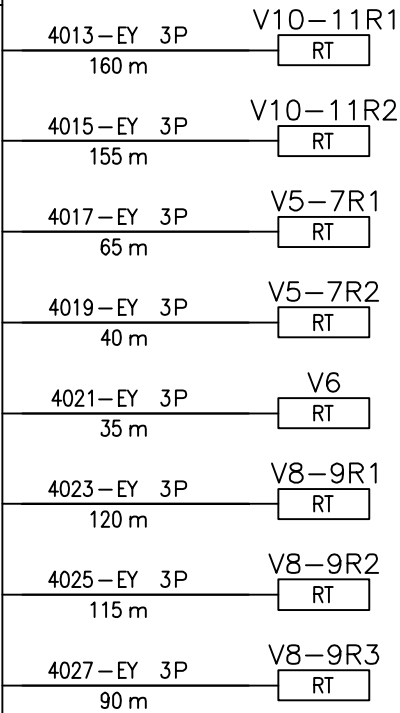 4013-EY 3P
160 m
V10-11R1
RT
4015-EY 3P
155 m
V10-11R2
RT
4017-EY 3P
65 m
V5-7R1
RT
4019-EY 3P
40 m
V5-7R2
RT
4021-EY 3P
35 m
V6
RT
4023-EY 3P
120 m
V8-9R1
RT
4025-EY 3P
115 m
V8-9R2
RT
4027-EY 3P
90 m
V8-9R3
RT